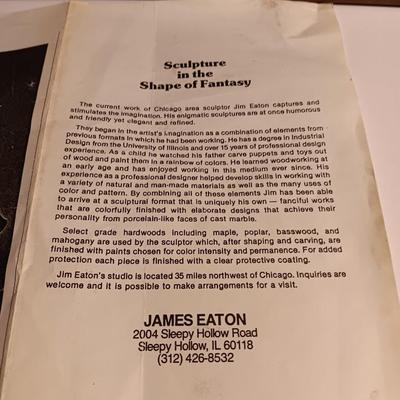 Sculpture
in the
Shape of Fantasy
The current work of Chicago area sculptor Jim Eaton captures and
stimulates the imagination. His enigmatic sculptures are at once humorous
and friendly yet elegant and refined.
They began in the artist's imagination as a combination of elements from
previous formats in which he had been working. He has a degree in Industrial
Design from the University of Illinois and over 15 years of professional design
experience. As a child he watched his father carve puppets and toys out
of wood and paint them in a rainbow of colors. He learned woodworking at
an early age and has enjoyed working in this medium ever since. His
experience as a professional designer helped develop skills in working with
a variety of natural and man-made materials as well as the many uses of
color and pattern. By combining all of these elements Jim has been able
to arrive at a sculptural format that is uniquely his own — fanciful works
that are colorfully finished with elaborate designs that achieve their
personality from porcelain-like faces of cast marble.
Select grade hardwoods including maple, poplar, basswood, and
mahogany are used by the sculptor which, after shaping and carving, are
finished with paints chosen for color intensity and permanence. For added
protection each piece is finished with a clear protective coating.
Jim Eaton's studio is located 35 miles northwest of Chicago. Inquiries are
welcome and it is possible to make arrangements for a visit.
JAMES EATON
2004 Sleepy Hollow Road
Sleepy Hollow, IL 60118
(312) 426-8532